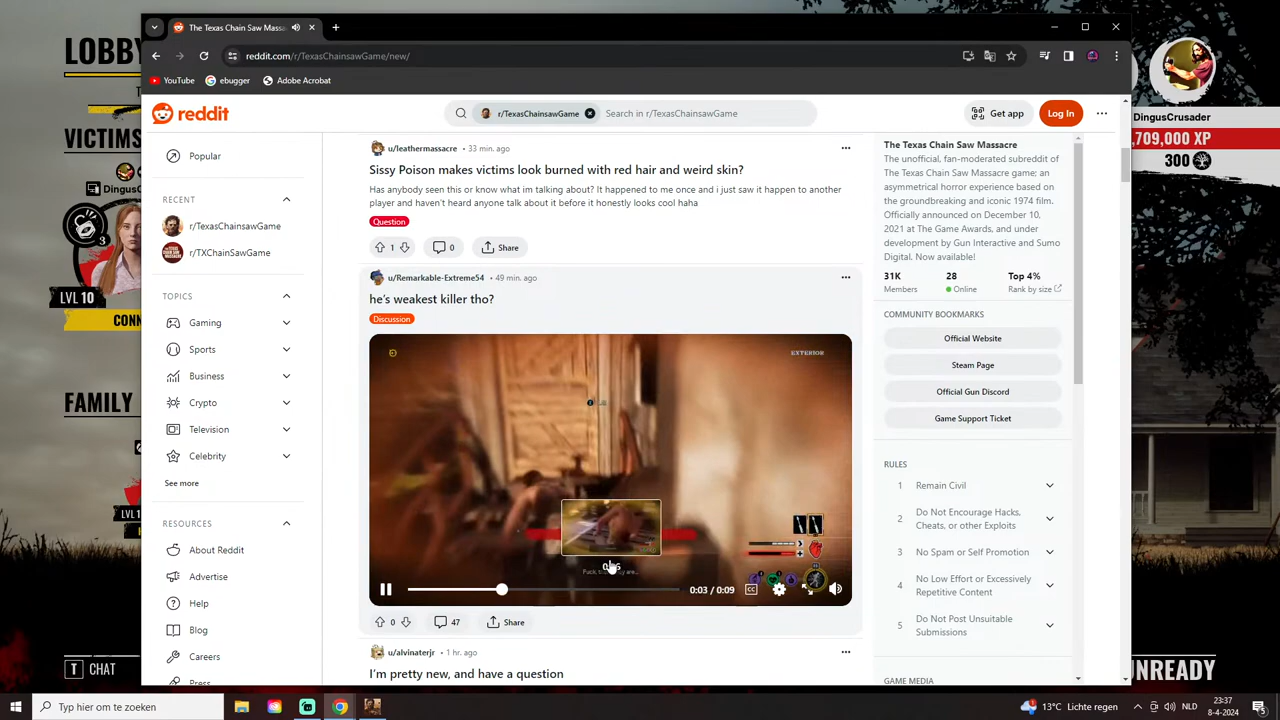 LOBBY
The Texas Chain Saw Mass
reddit.com/r/TexasChainsawGame/new/
YouTube
ebugger
Adobe Acrobat
reddit
r/TexasChainsawGame
Search in r/TexasChainsawGame
Get app
Log In
DingusCrusader
,709,000 XP
300
VICTIMS
DingusC
3
LVL 10
CONN
FAMILY
LVL 1
T CHAT
UNREADY
Popular
RECENT
r/TexasChainsawGame
r/TXChainSawGame
TOPICS
Gaming
Sports
Business
Crypto
Television
Celebrity
See more
RESOURCES
About Reddit
Advertise
Help
Blog
Careers
Press
u/leathermassacre • 33 min. ago
Sissy Poison makes victims look burned with red hair and weird skin?
Has anybody seen this or know what im talking about? It happened to me once and i just saw it happen to another
player and haven't heard anyone talk about it before it honestly looks cool haha
Question
1
0
Share
u/Remarkable-Extreme54 • 49 min. ago
he's weakest killer tho?
Discussion
EXTERIOR
0:03 / 0:09
0
47
Share
u/alvinaterjr • 1 hr. ago
I'm pretty new, and have a question
The Texas Chain Saw Massacre
The unofficial, fan-moderated subreddit of
The Texas Chain Saw Massacre game; an
asymmetrical horror experience based on
the groundbreaking and iconic 1974 film.
Officially announced on December 10,
2021 at The Game Awards, and under
development by Gun Interactive and Sumo
Digital. Now available!
31K
28
Top 4%
Members
Online
Rank by size
COMMUNITY BOOKMARKS
Official Website
Steam Page
Official Gun Discord
Game Support Ticket
RULES
1 Remain Civil
2 Do Not Encourage Hacks,
Cheats, or other Exploits
3 No Spam or Self Promotion
4 No Low Effort or Excessively
Repetitive Content
5 Do Not Post Unsuitable
Submissions
GAME MEDIA
Typ hier om te zoeken
13°C Lichte regen
NLD
23:37
8-4-2024
5